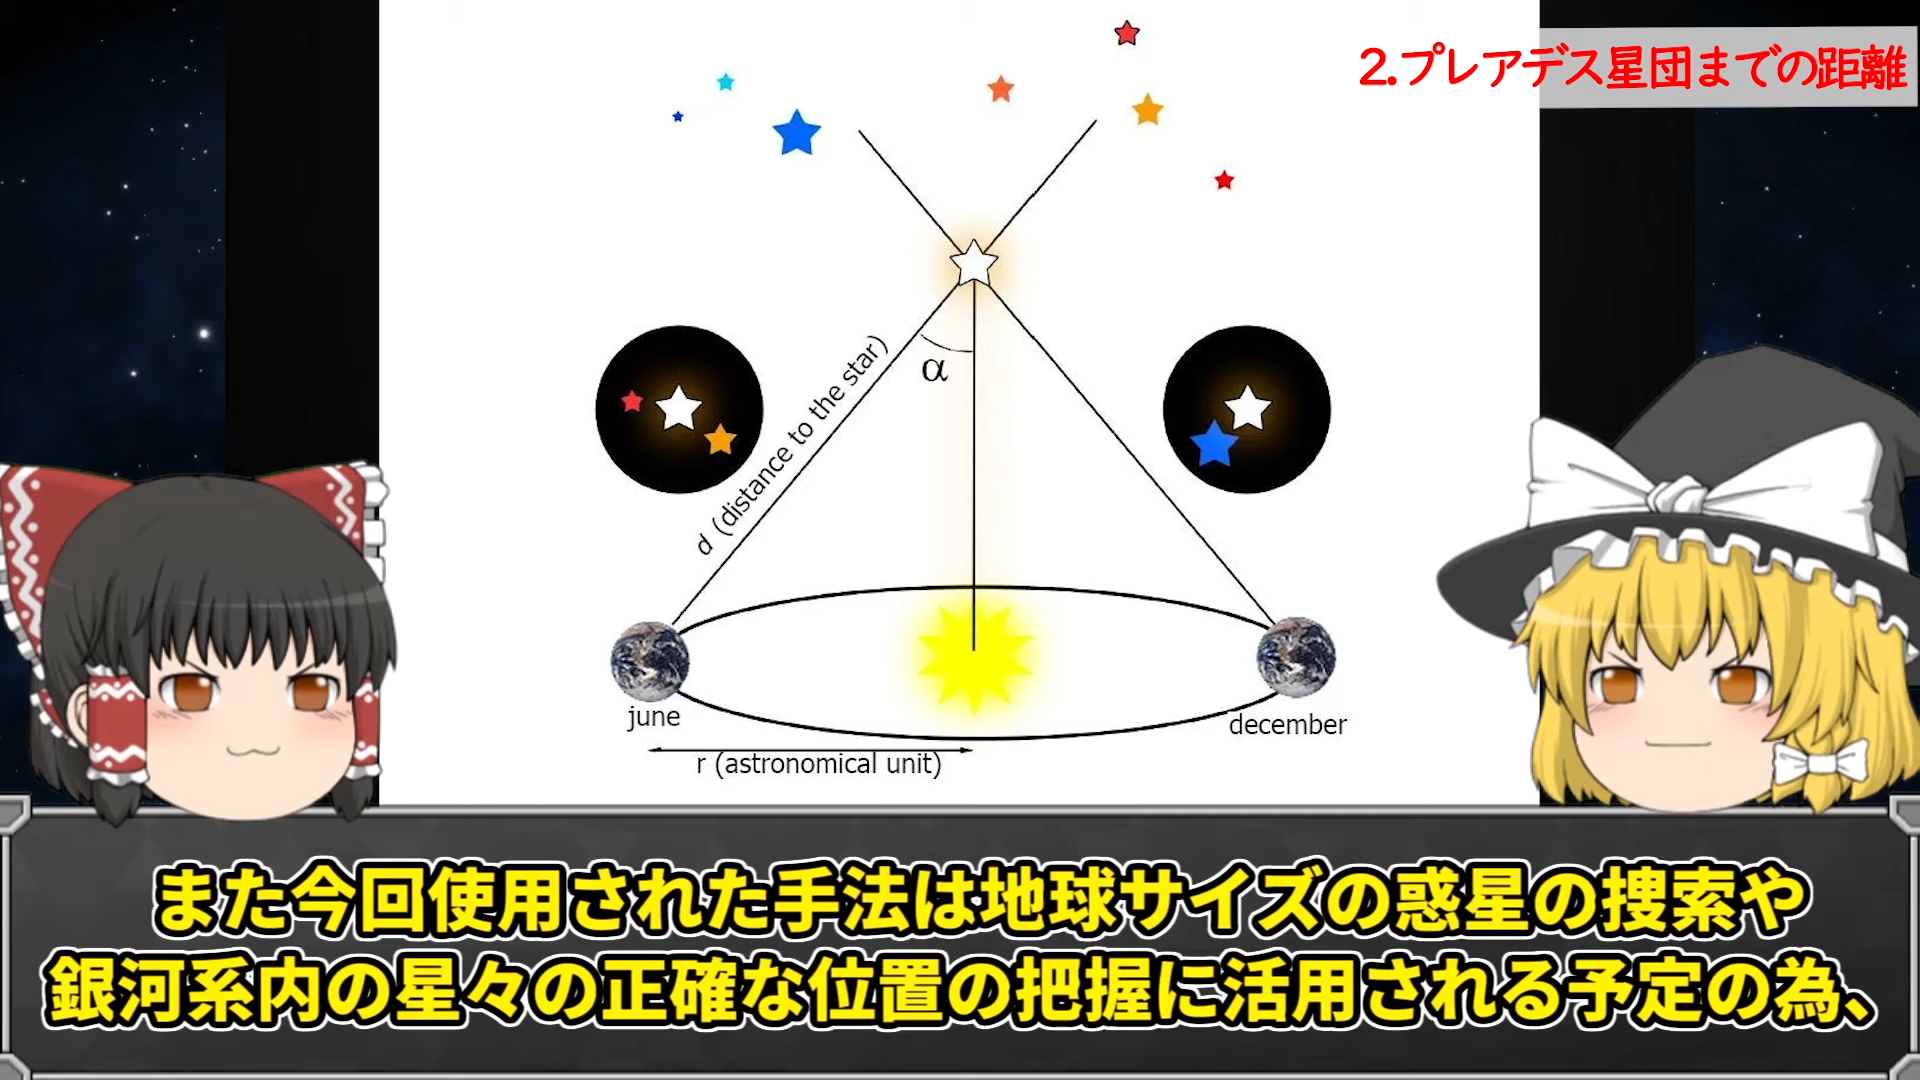 2.プレアデス星団までの距離
α
d (distance to the star)
june
december
r (astronomical unit)
また今回使用された手法は地球サイズの惑星の捜索や
銀河系内の星々の正確な位置の把握に活用される予定の為、